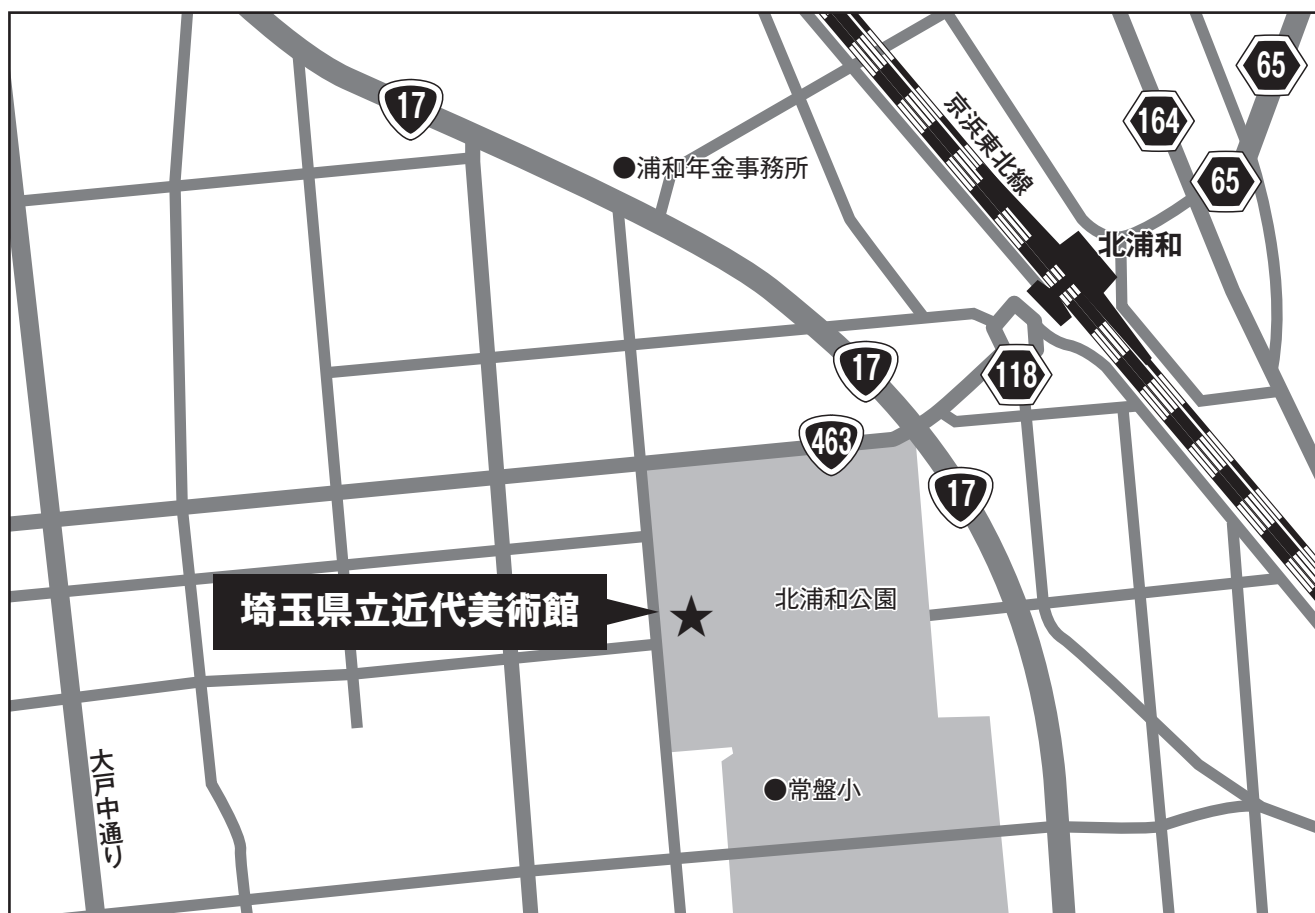 65
17
164
京浜東北線
浦和年金事務所
65
北浦和
17
118
463
17
北浦和公園
埼玉県立近代美術館
大戸中通り
常盤小